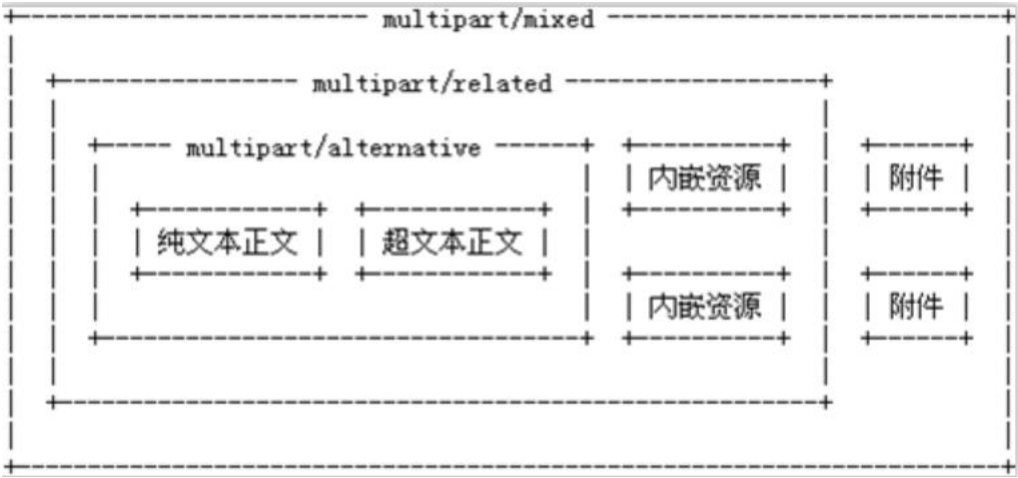 multipart/mixed
multipart/related
multipart/alternative
内嵌资源
附件
纯文本正文
超文本正文
内嵌资源
附件